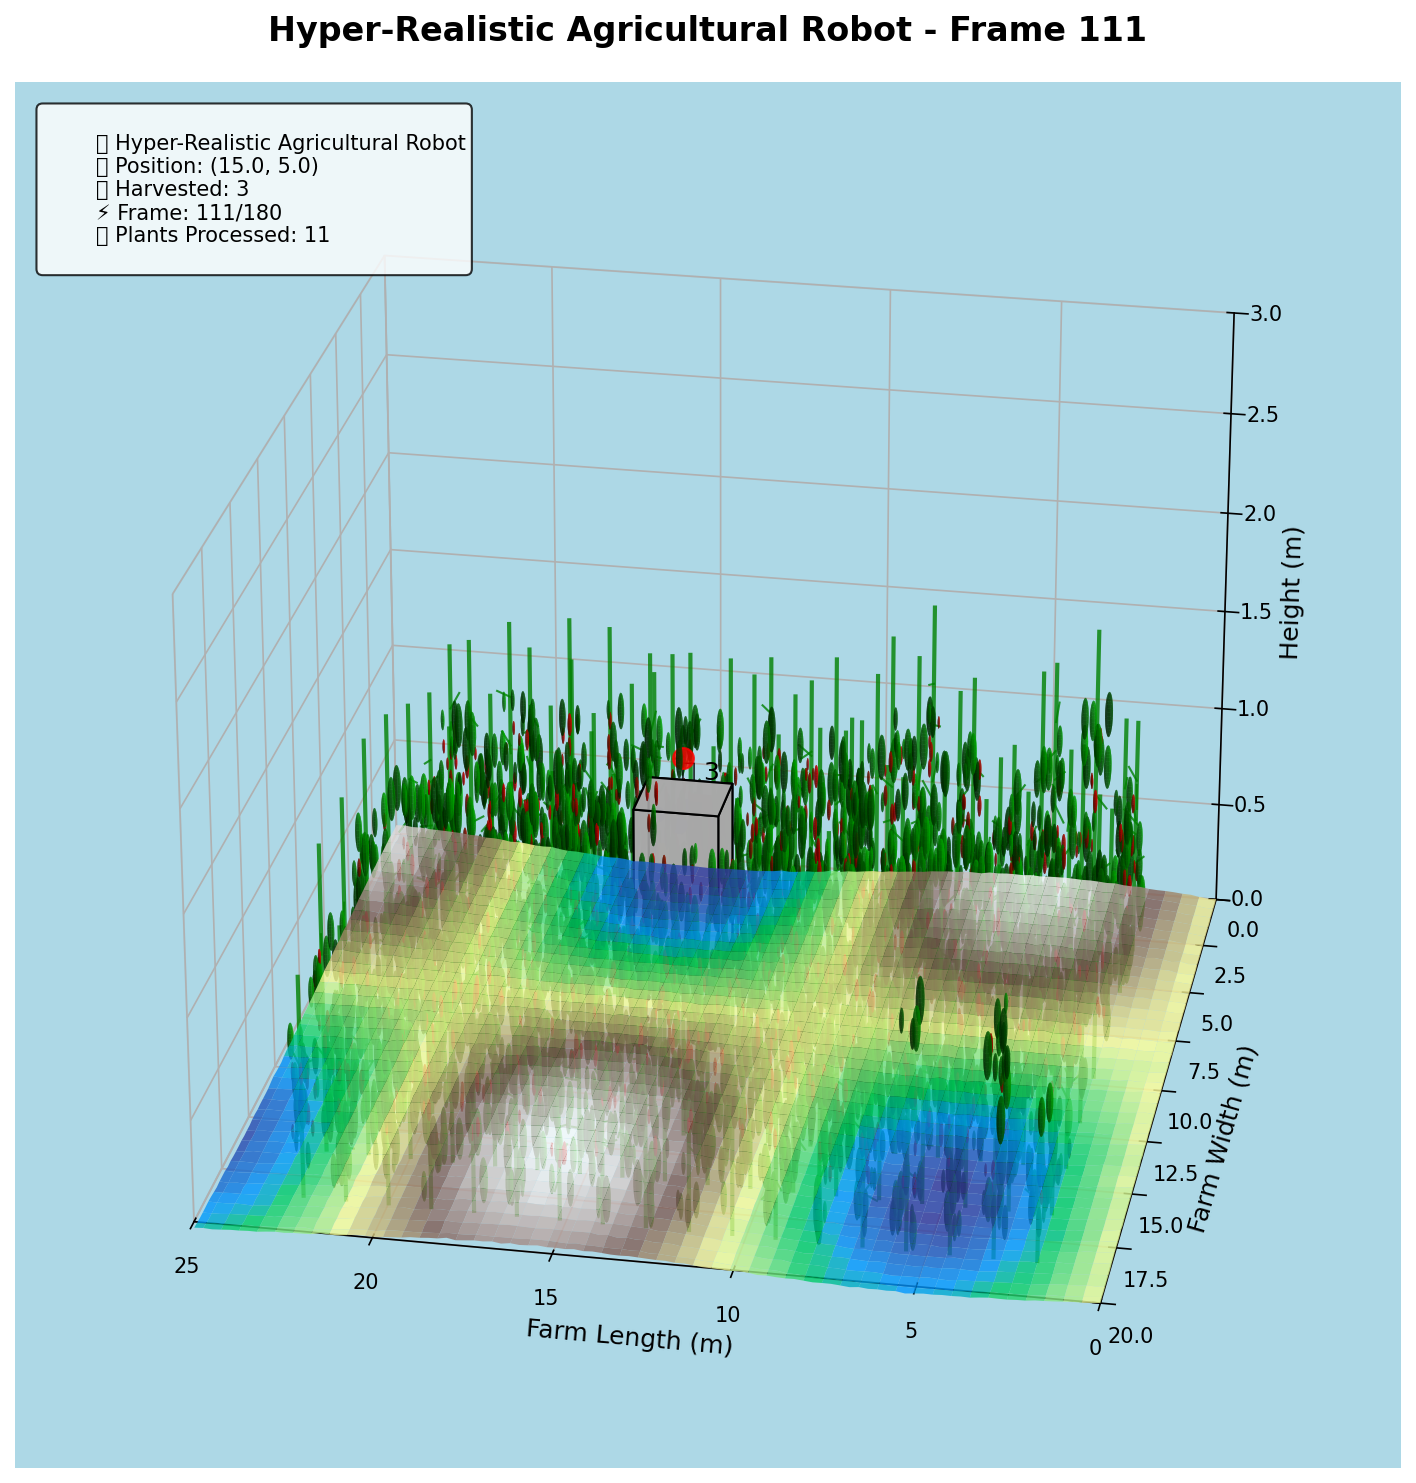 Hyper-Realistic Agricultural Robot - Frame 111
▯ Hyper-Realistic Agricultural Robot
▯ Position: (15.0, 5.0)
▯ Harvested: 3
⚡ Frame: 111/180
▯ Plants Processed: 11
3.0
2.5
2.0
1.5
1.0
0.5
0.0
Height (m)
3
0.0
2.5
5.0
7.5
10.0
12.5
15.0
17.5
20.0
Farm Width (m)
25
20
15
10
5
0
Farm Length (m)